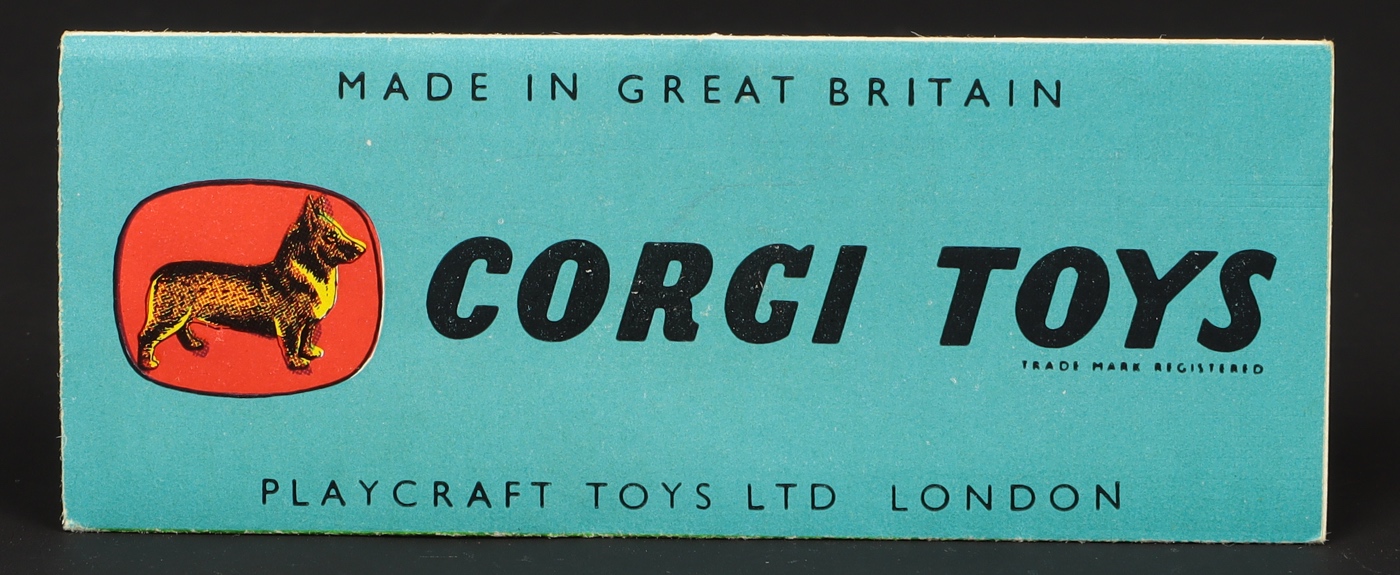 MADE IN GREAT BRITAIN
CORGI TOYS
TRADE MARK REGISTERED
PLAYCRAFT TOYS LTD LONDON